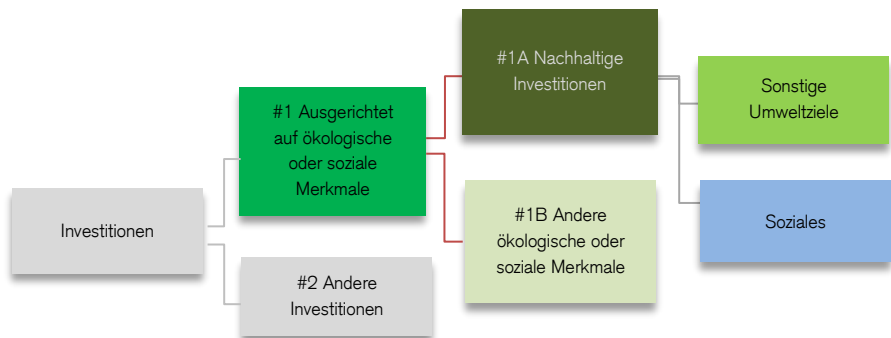 Investitionen
#1 Ausgerichtet
auf ökologische
oder soziale
Merkmale
#2 Andere
Investitionen
#1A Nachhaltige
Investitionen
#1B Andere
ökologische oder
soziale Merkmale
Sonstige
Umweltziele
Soziales